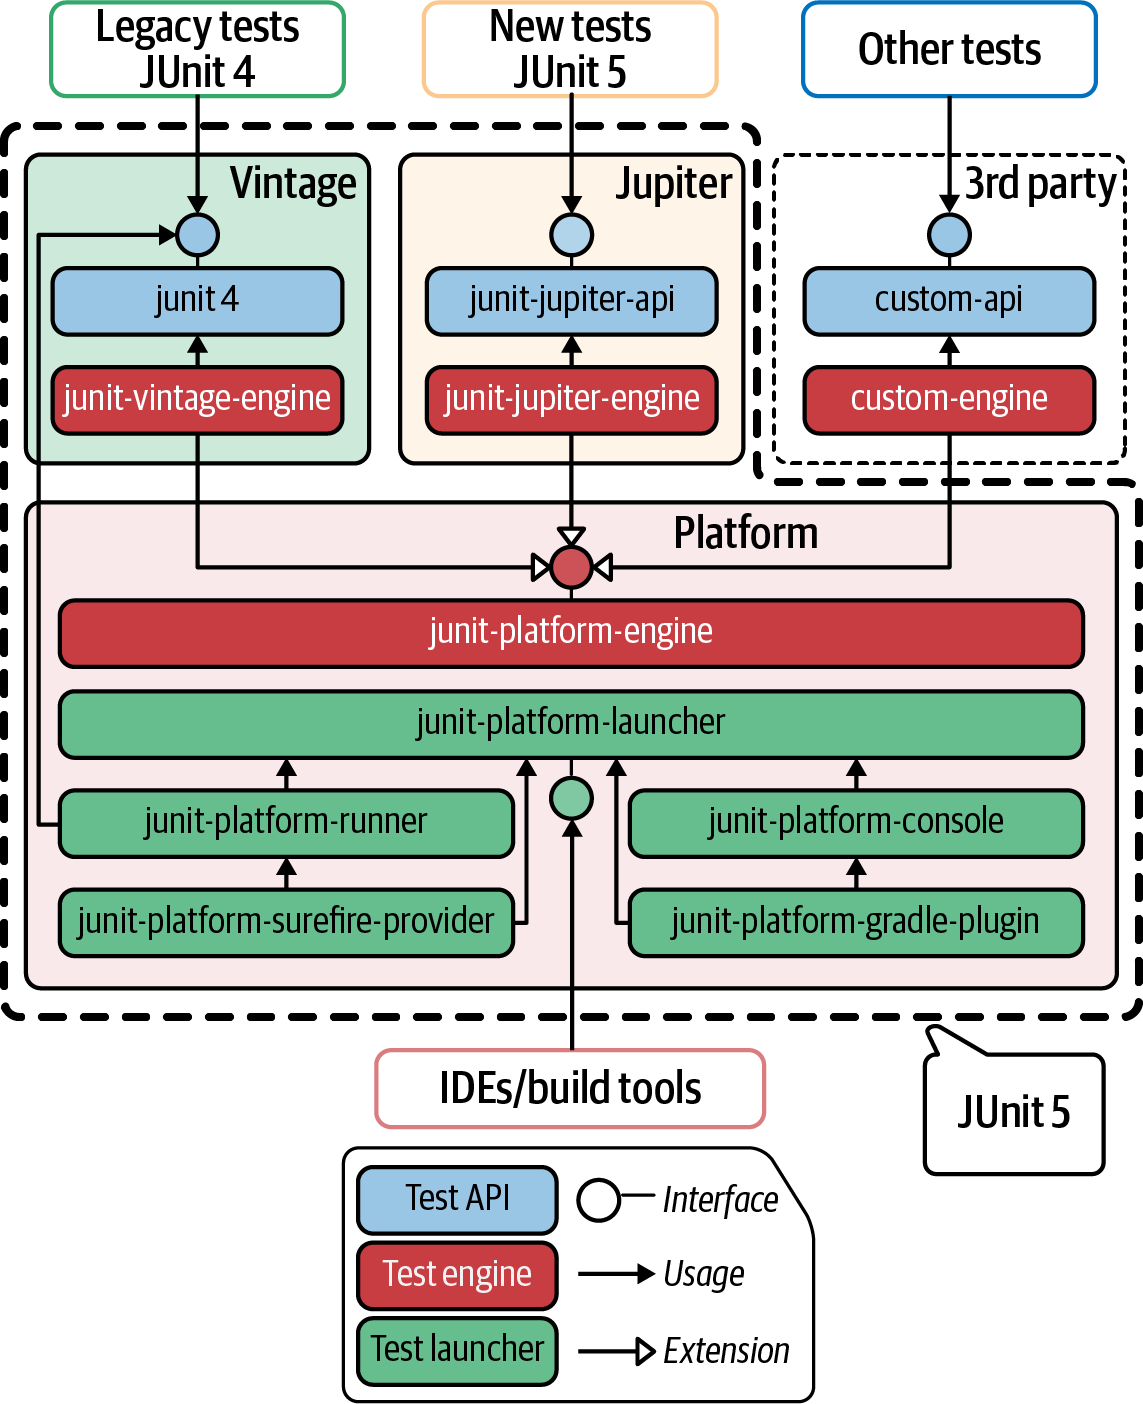 Legacy tests
JUnit 4
New tests
JUnit 5
Other tests
Vintage
Jupiter
3rd party
junit 4
junit-jupiter-api
custom-api
junit-vintage-engine
junit-jupiter-engine
custom-engine
Platform
junit-platform-engine
junit-platform-launcher
junit-platform-runner
junit-platform-console
junit-platform-surefire-provider
junit-platform-gradle-plugin
IDEs/build tools
JUnit 5
Test API
Interface
Test engine
Usage
Test launcher
Extension